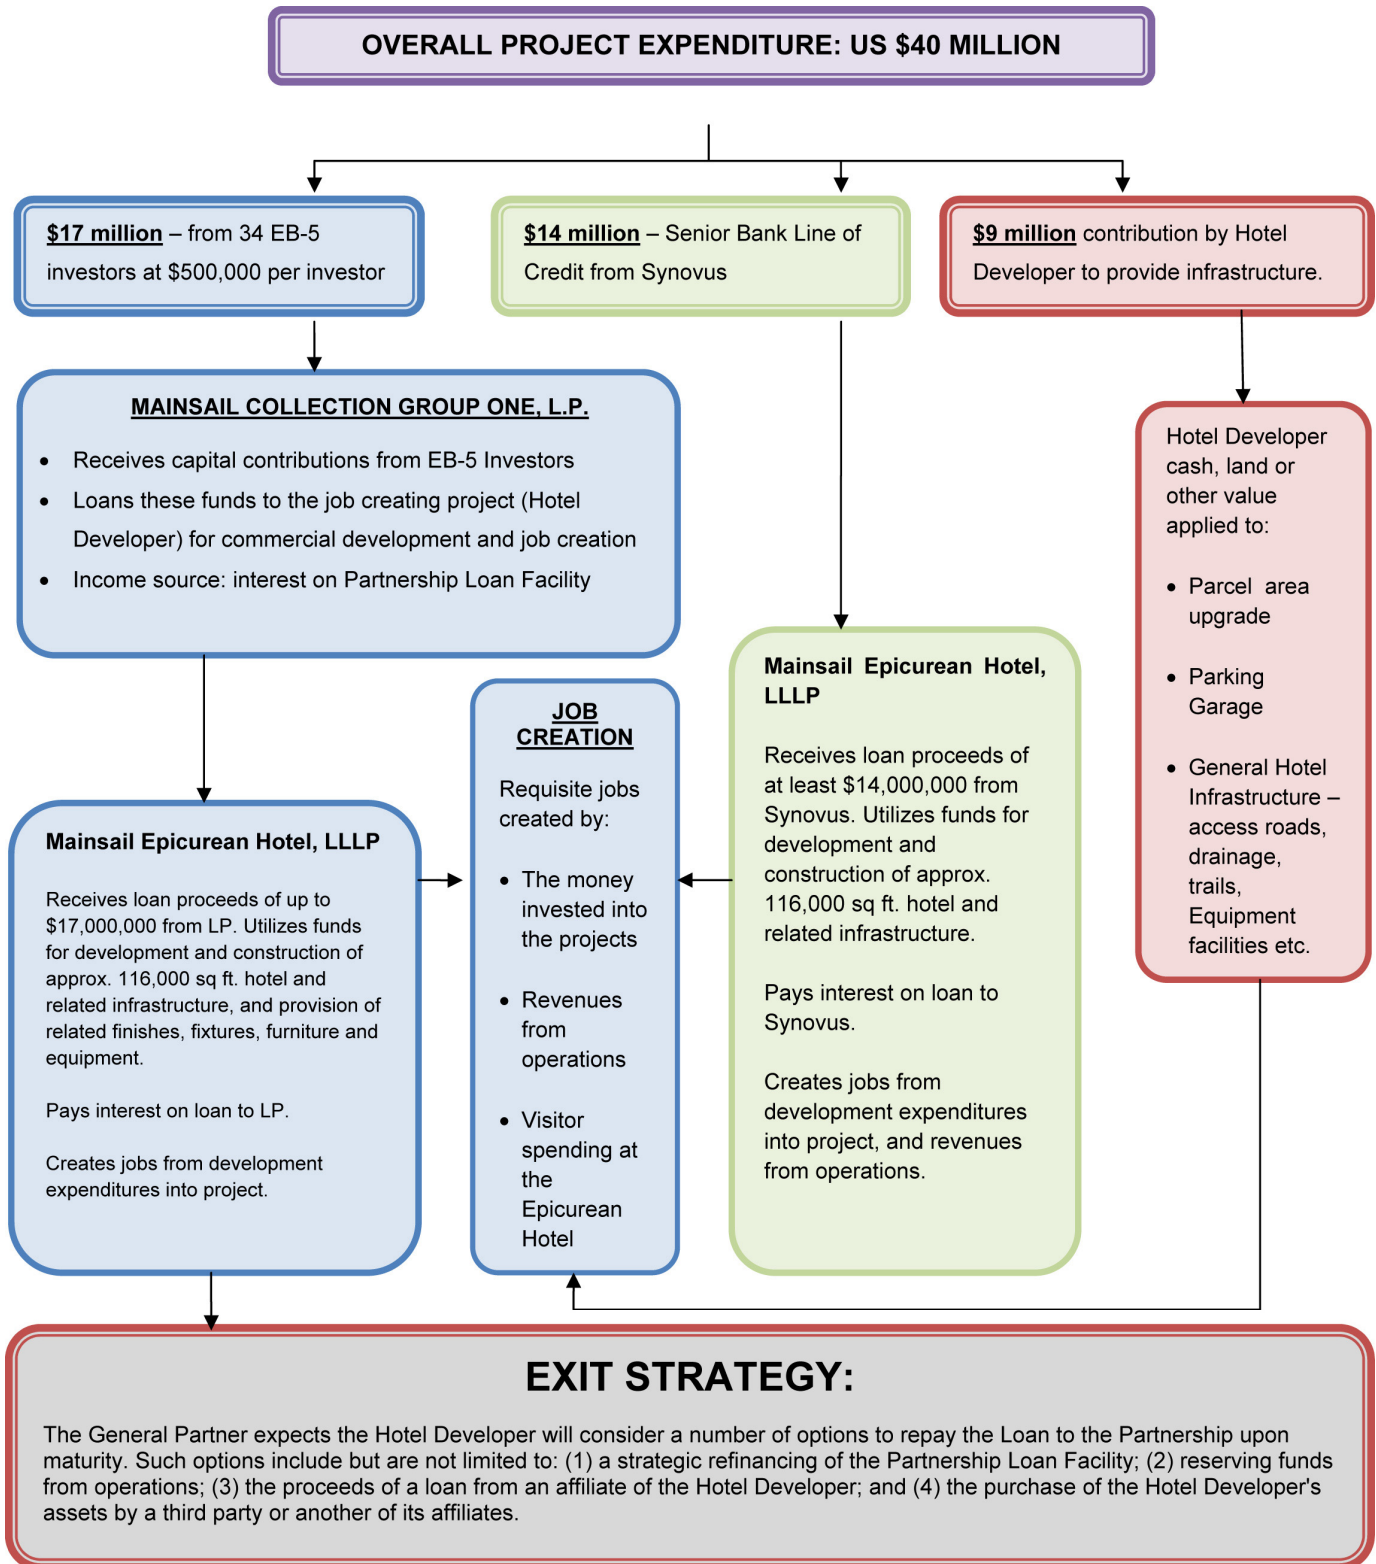 OVERALL PROJECT EXPENDITURE: US $40 MILLION
$17 million – from 34 EB-5
investors at $500,000 per investor
$14 million – Senior Bank Line of
Credit from Synovus
$9 million contribution by Hotel
Developer to provide infrastructure.
MAINSAIL COLLECTION GROUP ONE, L.P.
• Receives capital contributions from EB-5 Investors
• Loans these funds to the job creating project (Hotel
Developer) for commercial development and job creation
• Income source: interest on Partnership Loan Facility
Hotel Developer
cash, land or
other value
applied to:
• Parcel area
upgrade
• Parking
Garage
• General Hotel
Infrastructure –
access roads,
drainage,
trails,
Equipment
facilities etc.
Mainsail Epicurean Hotel, LLLP
Receives loan proceeds of up to
$17,000,000 from LP. Utilizes funds
for development and construction of
approx. 116,000 sq ft. hotel and
related infrastructure, and provision of
related finishes, fixtures, furniture and
equipment.
Pays interest on loan to LP.
Creates jobs from development
expenditures into project.
JOB
CREATION
Requisite jobs
created by:
• The money
invested into
the projects
• Revenues
from
operations
• Visitor
spending at
the
Epicurean
Hotel
Mainsail Epicurean Hotel,
LLLP
Receives loan proceeds of
at least $14,000,000 from
Synovus. Utilizes funds for
development and
construction of approx.
116,000 sq ft. hotel and
related infrastructure.
Pays interest on loan to
Synovus.
Creates jobs from
development expenditures
into project, and revenues
from operations.
EXIT STRATEGY:
The General Partner expects the Hotel Developer will consider a number of options to repay the Loan to the Partnership upon
maturity. Such options include but are not limited to: (1) a strategic refinancing of the Partnership Loan Facility; (2) reserving funds
from operations; (3) the proceeds of a loan from an affiliate of the Hotel Developer; and (4) the purchase of the Hotel Developer's
assets by a third party or another of its affiliates.